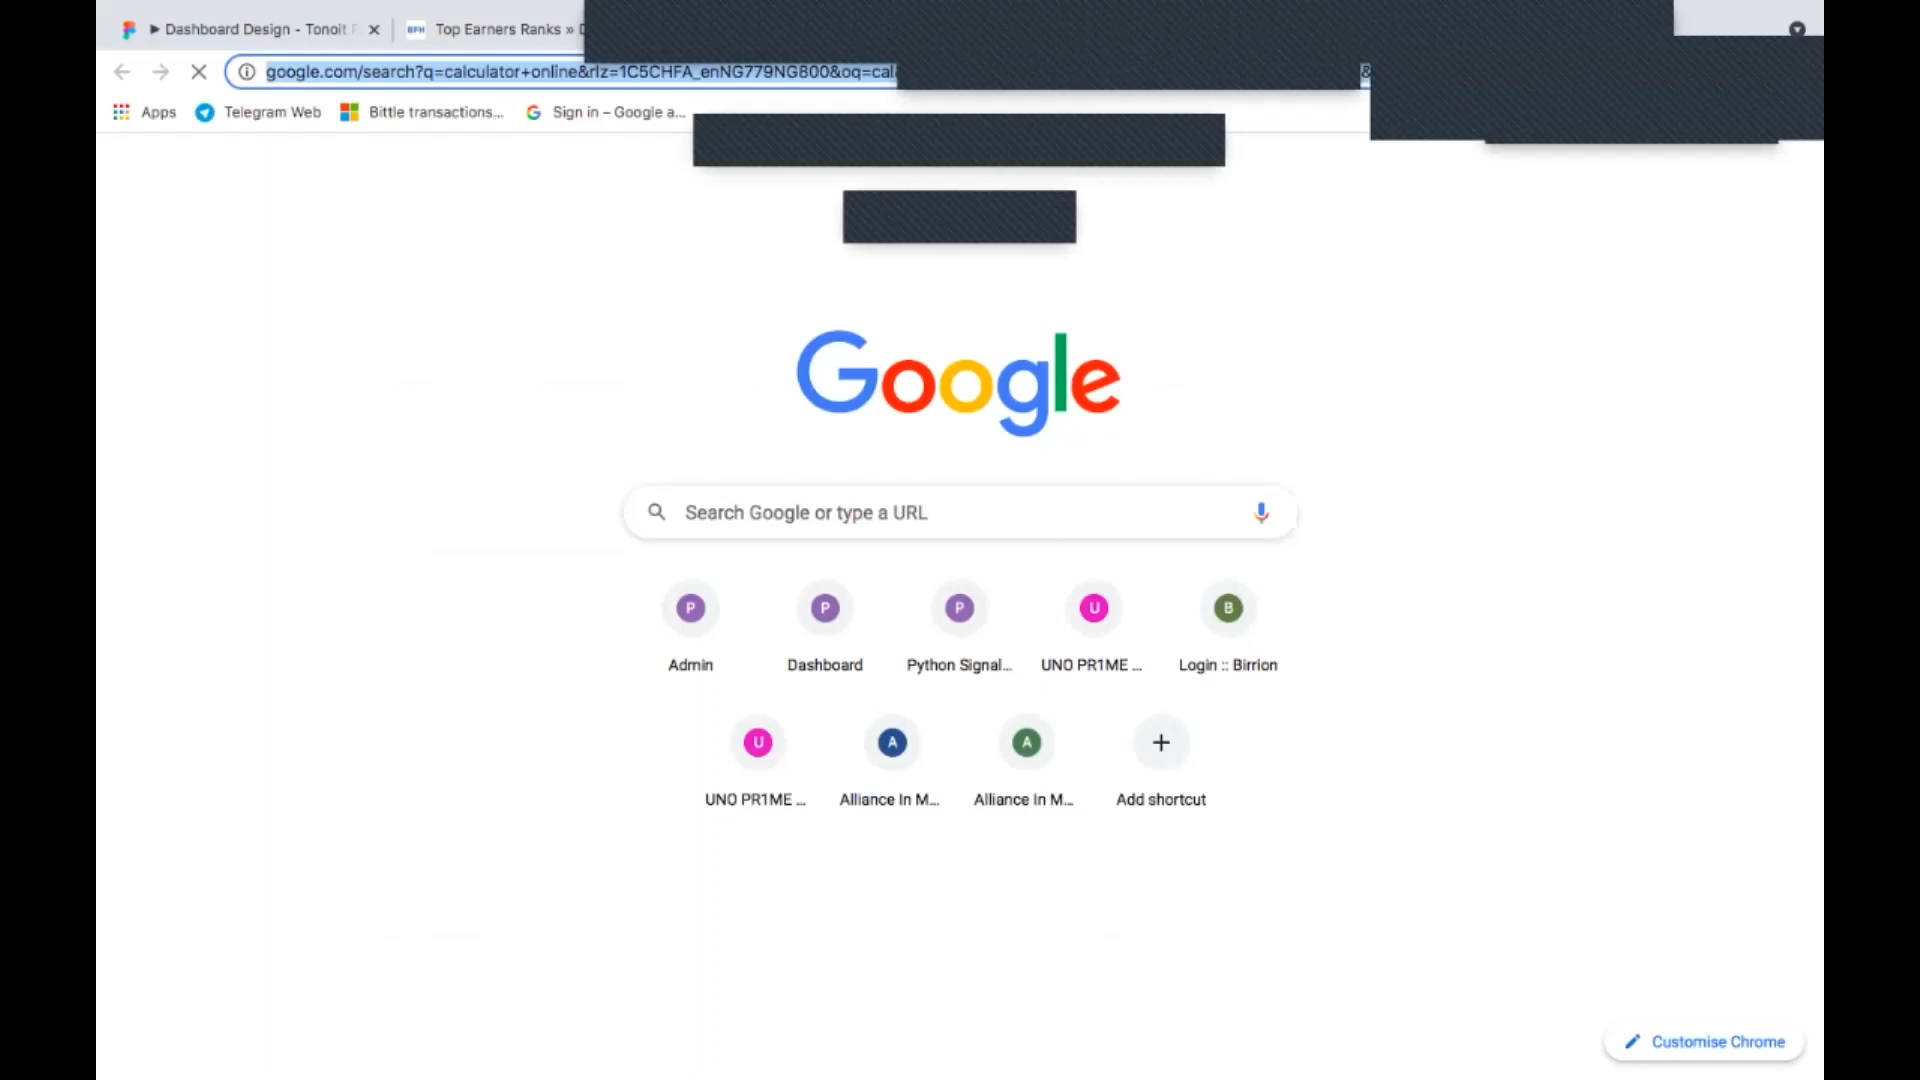 ▶ Dashboard Design - Tonoit
Top Earners Ranks »
google.com/search?q=calculator+online&rlz=1C5CHFA_enNG779NG800&oq=cal
&
Apps
Telegram Web
Bittle transactions...
Sign in – Google a...
Google
Search Google or type a URL
P
P
P
U
B
Admin
Dashboard
Python Signal...
UNO PR1ME ...
Login :: Birrion
U
A
A
UNO PR1ME ...
Alliance In M...
Alliance In M...
Add shortcut
Customise Chrome